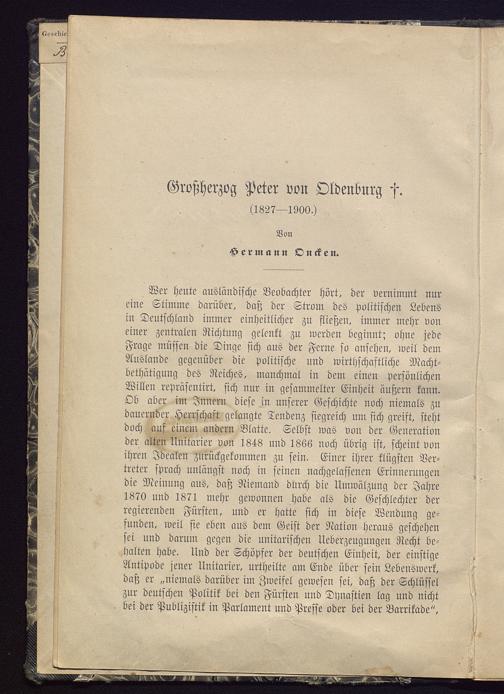 Geschic
B
Großherzog Peter von Oldenburg †.
(1827—1900.)
Von
Hermann Oncken.
Wer heute ausländische Beobachter hört, der vernimmt nur
eine Stimme darüber, daß der Strom des politischen Lebens
in Deutschland immer einheitlicher zu fließen, immer mehr von
einer zentralen Richtung gelenkt zu werden beginnt; ohne jede
Frage müssen die Dinge sich aus der Ferne so ansehen, weil dem
Auslande gegenüber die politische und wirthschaftliche Macht-
bethätigung des Reiches, manchmal in dem einen persönlichen
Willen repräsentirt, sich nur in gesammelter Einheit äußern kann.
Ob aber im Innern diese in unserer Geschichte noch niemals zu
dauernder Herrschaft gelangte Tendenz siegreich um sich greift, steht
doch auf einem andern Blatte. Selbst was von der Generation
der alten Unitarier von 1848 und 1866 noch übrig ist, scheint von
ihren Idealen zurückgekommen zu sein. Einer ihrer klügsten Ver-
treter sprach unlängst noch in seinen nachgelassenen Erinnerungen
die Meinung aus, daß Niemand durch die Umwälzung der Jahre
1870 und 1871 mehr gewonnen habe als die Geschlechter der
regierenden Fürsten, und er hatte sich in diese Wendung ge-
funden, weil sie eben aus dem Geist der Nation heraus geschehen
sei und darum gegen die unitarischen Ueberzeugungen Recht be-
halten habe. Und der Schöpfer der deutschen Einheit, der einstige
Antipode jener Unitarier, urtheilte am Ende über sein Lebenswerk,
daß er „niemals darüber im Zweifel gewesen sei, daß der Schlüssel
zur deutschen Politik bei den Fürsten und Dynastien lag und nicht
bei der Publizistik in Parlament und Presse oder bei der Barrikade“,